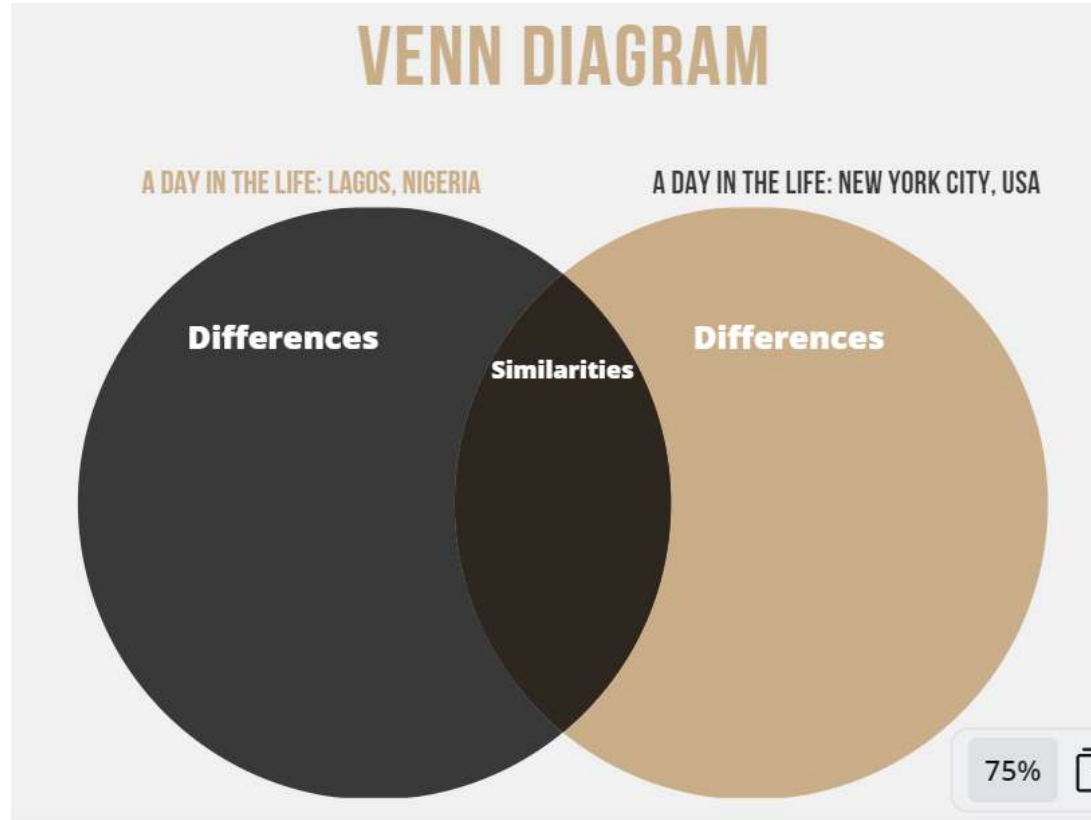 VENN DIAGRAM
A DAY IN THE LIFE: LAGOS, NIGERIA
A DAY IN THE LIFE: NEW YORK CITY, USA
Differences
Similarities
Differences
75%